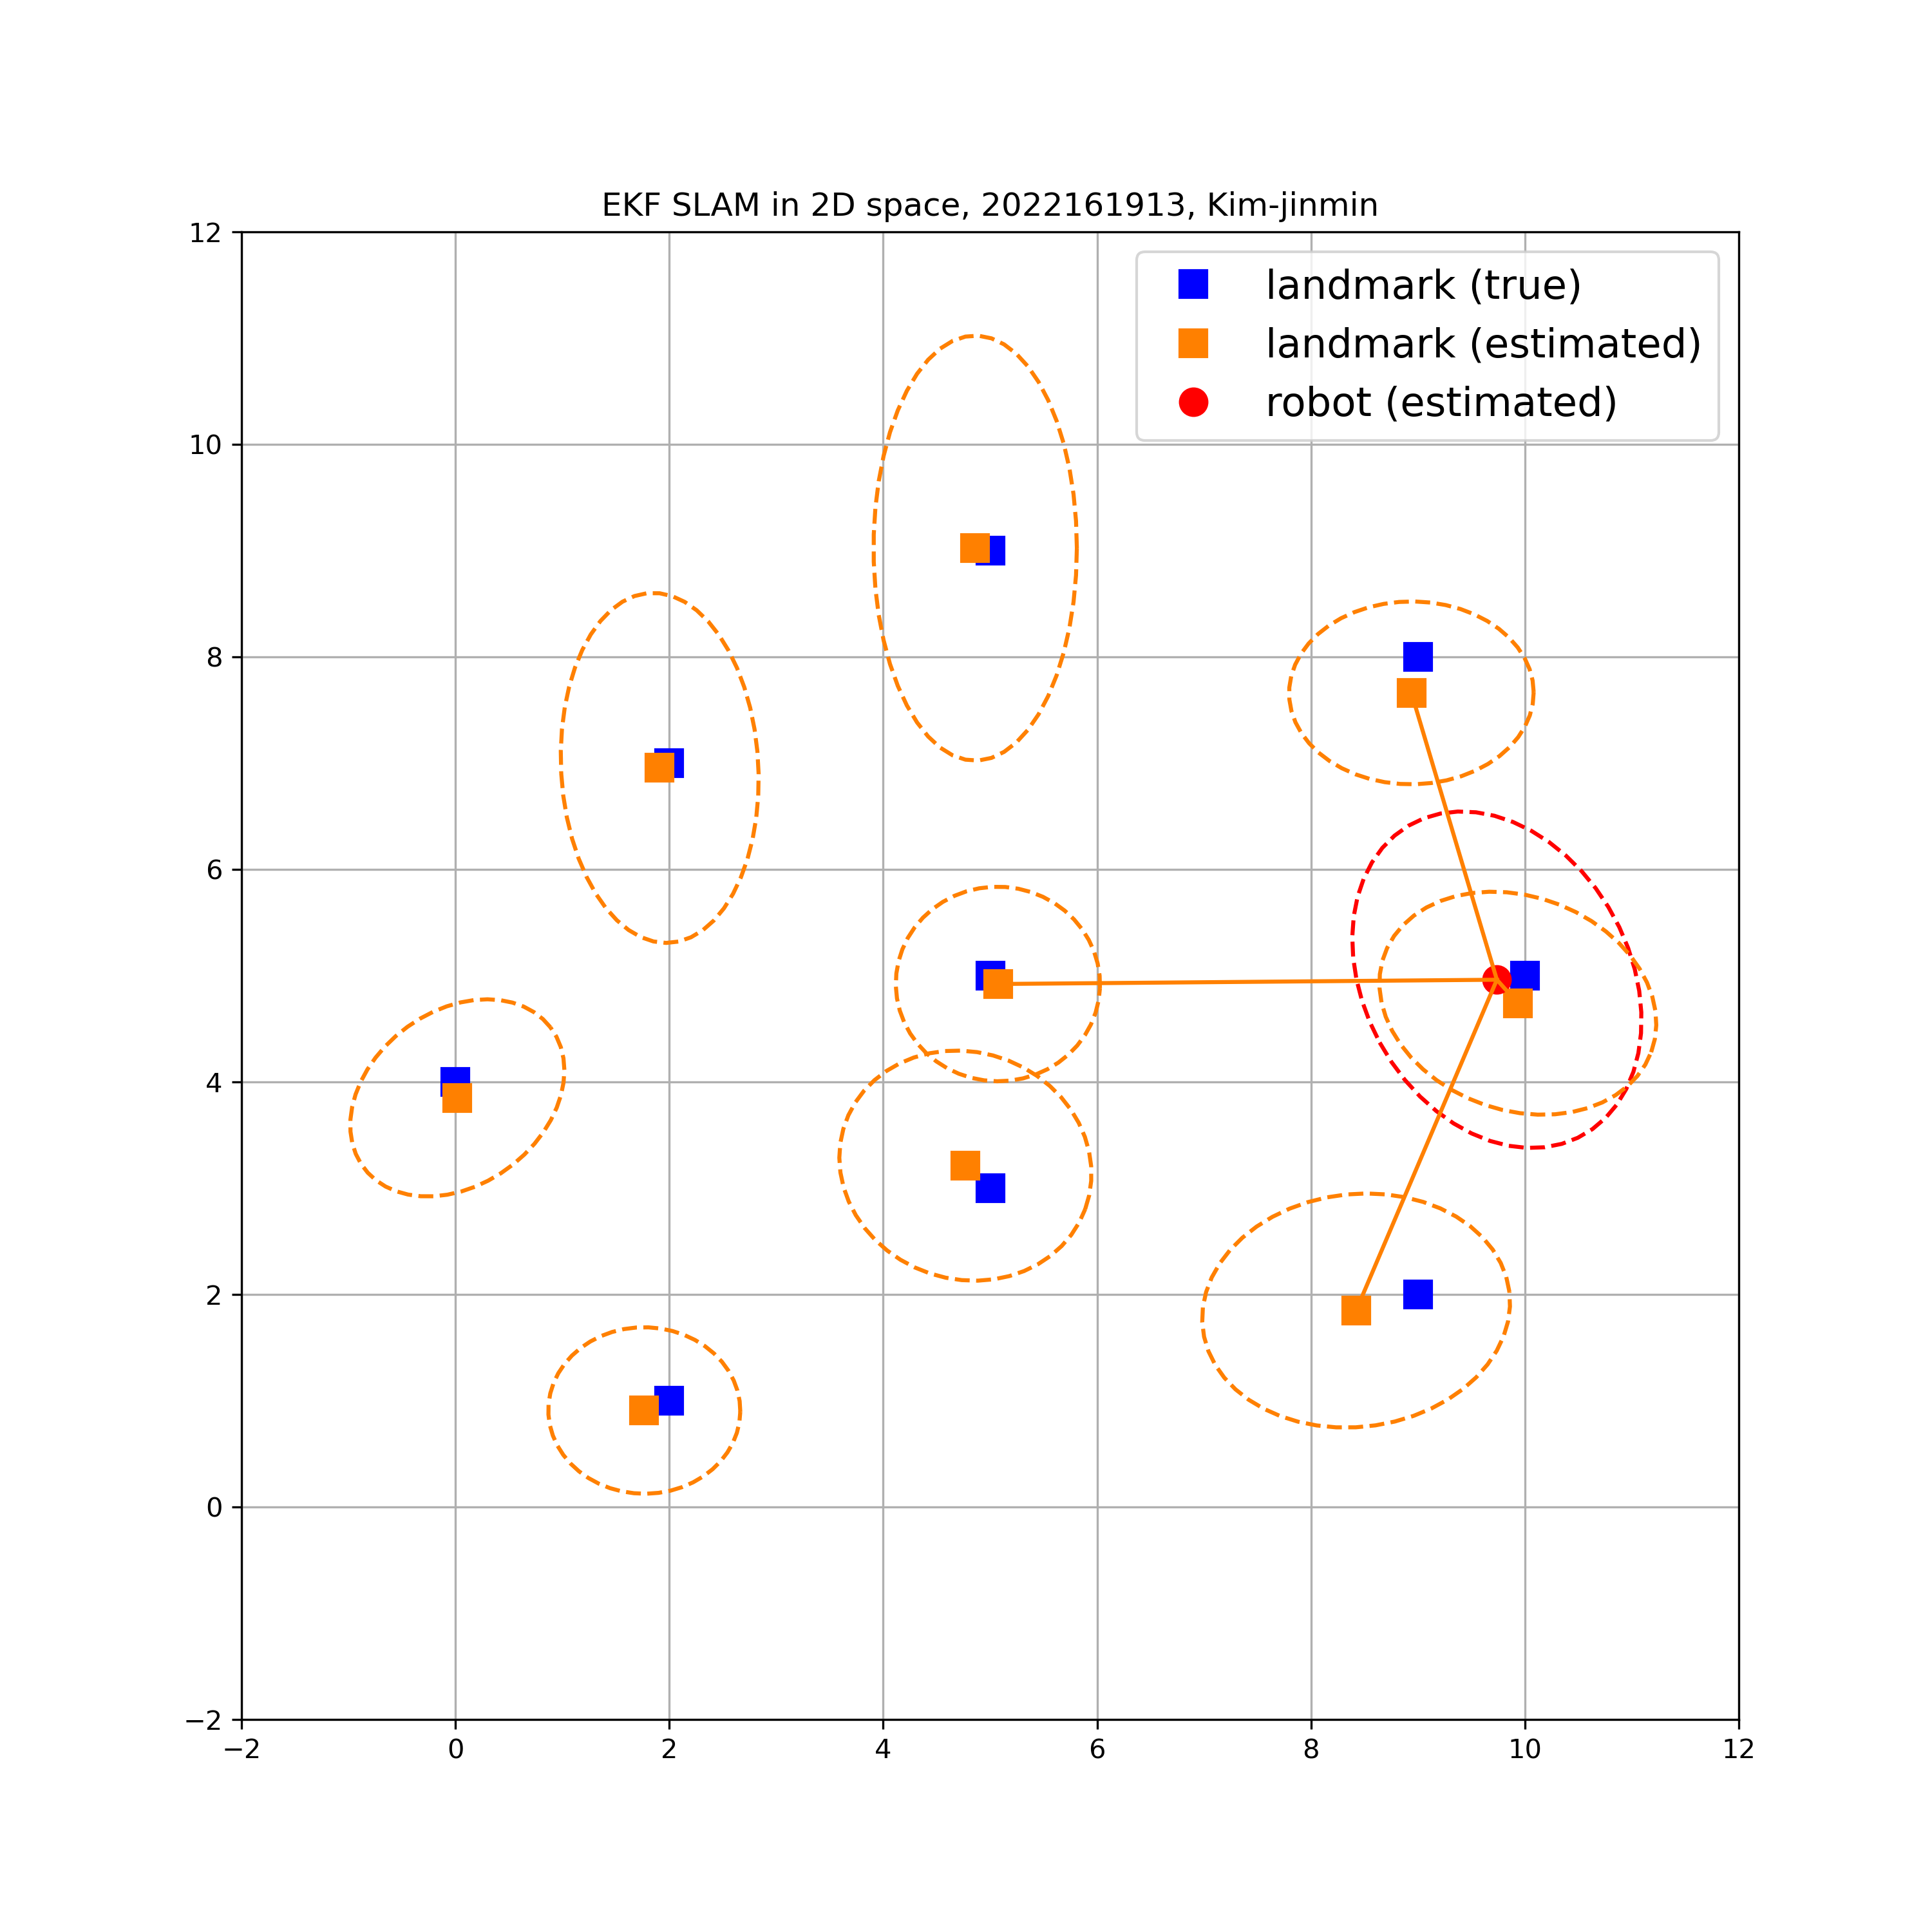 EKF SLAM in 2D space, 2022161913, Kim-jinmin
landmark (true)
landmark (estimated)
robot (estimated)
12
10
8
6
4
2
0
−2
−2 0 2 4 6 8 10 12